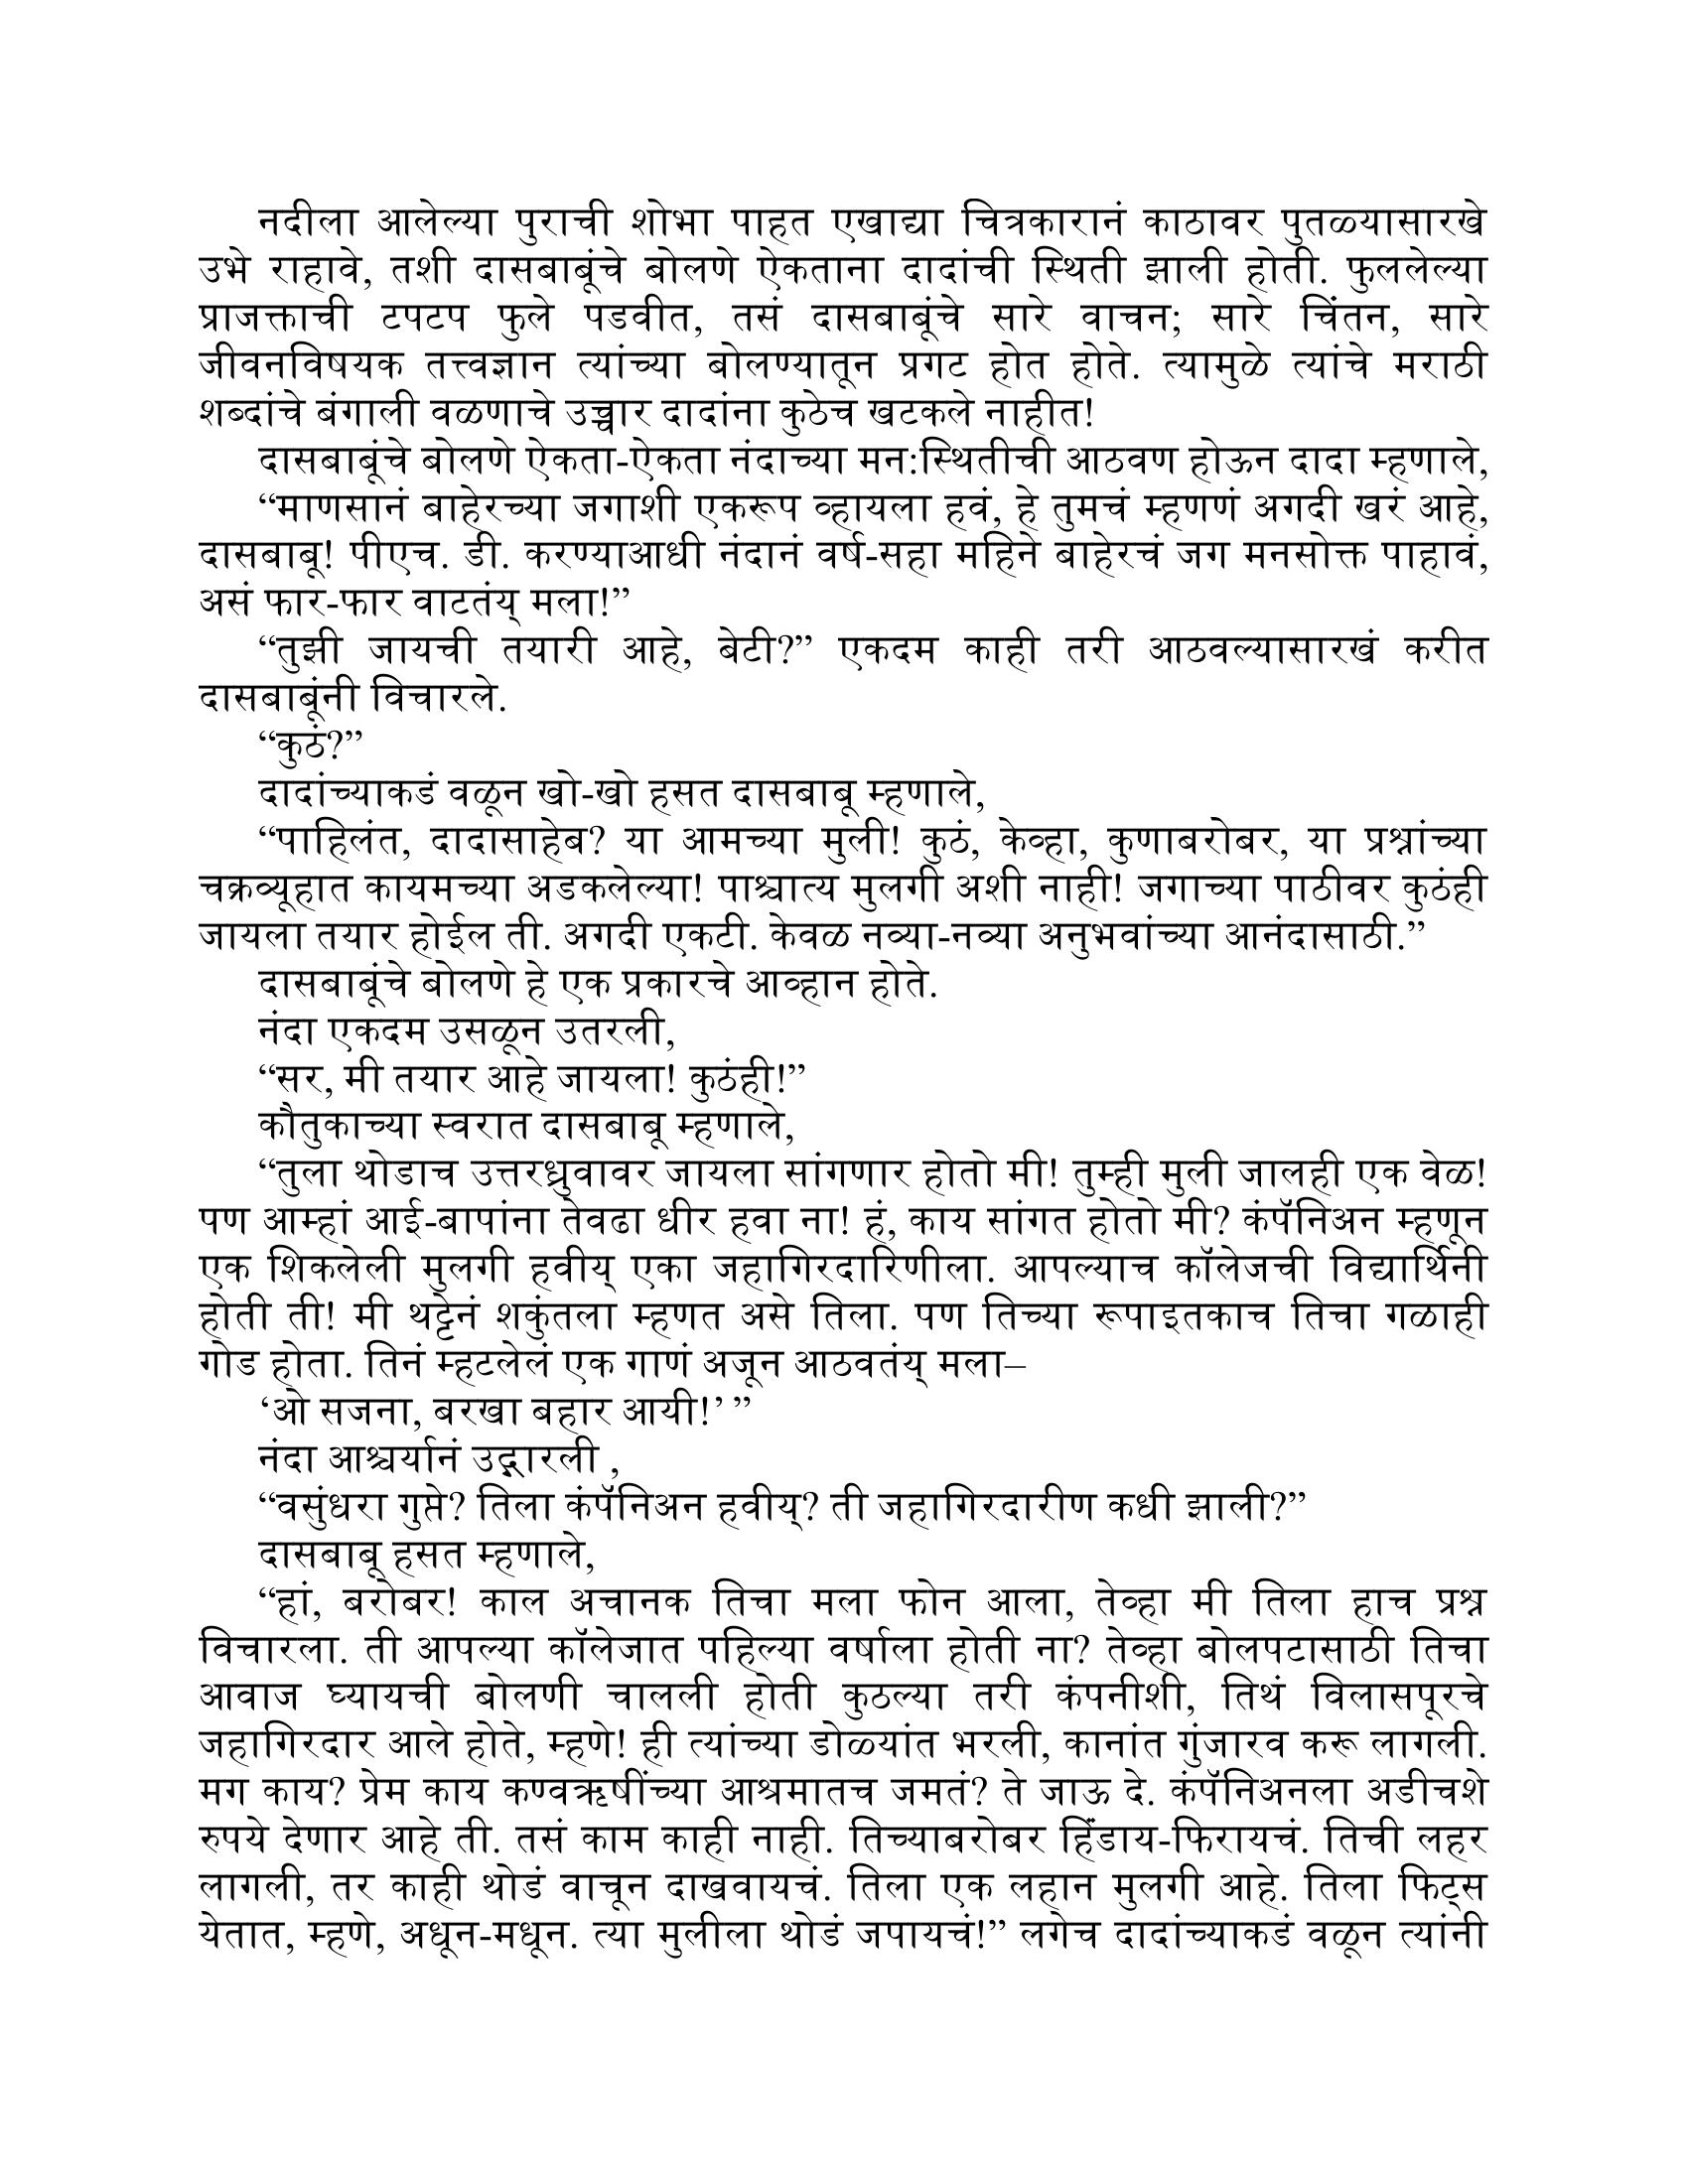 नदीला आलेल्या पुराची शोभा पाहत एखाद्या चित्रकारानं काठावर पुतळ्यासारखे
उभे राहावे, तशी दासबाबूंचे बोलणे ऐकताना दादांची स्थिती झाली होती. फुललेल्या
प्राजक्ताची टपटप फुले पडवीत, तसं दासबाबूंचे सारे वाचन; सारे चिंतन, सारे
जीवनविषयक तत्त्वज्ञान त्यांच्या बोलण्यातून प्रगट होत होते. त्यामुळे त्यांचे मराठी
शब्दांचे बंगाली वळणाचे उच्चार दादांना कुठेच खटकले नाहीत!
दासबाबूंचे बोलणे ऐकता-ऐकता नंदाच्या मन:स्थितीची आठवण होऊन दादा म्हणाले,
“माणसानं बाहेरच्या जगाशी एकरूप व्हायला हवं, हे तुमचं म्हणणं अगदी खरं आहे,
दासबाबू! पीएच. डी. करण्याआधी नंदानं वर्ष-सहा महिने बाहेरचं जग मनसोक्त पाहावं,
असं फार-फार वाटतंय् मला!”
“तुझी जायची तयारी आहे, बेटी?” एकदम काही तरी आठवल्यासारखं करीत
दासबाबूंनी विचारले.
“कुठं?”
दादांच्याकडं वळून खो-खो हसत दासबाबू म्हणाले,
“पाहिलंत, दादासाहेब? या आमच्या मुली! कुठं, केव्हा, कुणाबरोबर, या प्रश्नांच्या
चक्रव्यूहात कायमच्या अडकलेल्या! पाश्चात्य मुलगी अशी नाही! जगाच्या पाठीवर कुठंही
जायला तयार होईल ती. अगदी एकटी. केवळ नव्या-नव्या अनुभवांच्या आनंदासाठी.”
दासबाबूंचे बोलणे हे एक प्रकारचे आव्हान होते.
नंदा एकदम उसळून उतरली,
“सर, मी तयार आहे जायला! कुठंही!”
कौतुकाच्या स्वरात दासबाबू म्हणाले,
“तुला थोडाच उत्तरध्रुवावर जायला सांगणार होतो मी! तुम्ही मुली जालही एक वेळ!
पण आम्हां आई-बापांना तेवढा धीर हवा ना! हं, काय सांगत होतो मी? कंपॅनिअन म्हणून
एक शिकलेली मुलगी हवीय् एका जहागिरदारिणीला. आपल्याच कॉलेजची विद्यार्थिनी
होती ती! मी थट्टेनं शकुंतला म्हणत असे तिला. पण तिच्या रूपाइतकाच तिचा गळाही
गोड होता. तिनं म्हटलेलं एक गाणं अजून आठवतंय् मला–
‘ओ सजना, बरखा बहार आयी!’ ”
नंदा आश्चर्यानं उद्गारली ,
“वसुंधरा गुप्ते? तिला कंपॅनिअन हवीय्? ती जहागिरदारीण कधी झाली?”
दासबाबू हसत म्हणाले,
“हां, बरोबर! काल अचानक तिचा मला फोन आला, तेव्हा मी तिला हाच प्रश्न
विचारला. ती आपल्या कॉलेजात पहिल्या वर्षाला होती ना? तेव्हा बोलपटासाठी तिचा
आवाज घ्यायची बोलणी चालली होती कुठल्या तरी कंपनीशी, तिथं विलासपूरचे
जहागिरदार आले होते, म्हणे! ही त्यांच्या डोळ्यांत भरली, कानांत गुंजारव करू लागली.
मग काय? प्रेम काय कण्वऋषींच्या आश्रमातच जमतं? ते जाऊ दे. कंपॅनिअनला अडीचशे
रुपये देणार आहे ती. तसं काम काही नाही. तिच्याबरोबर हिंडाय-फिरायचं. तिची लहर
लागली, तर काही थोडं वाचून दाखवायचं. तिला एक लहान मुलगी आहे. तिला फिट्स
येतात, म्हणे, अधून-मधून. त्या मुलीला थोडं जपायचं!” लगेच दादांच्याकडं वळून त्यांनी